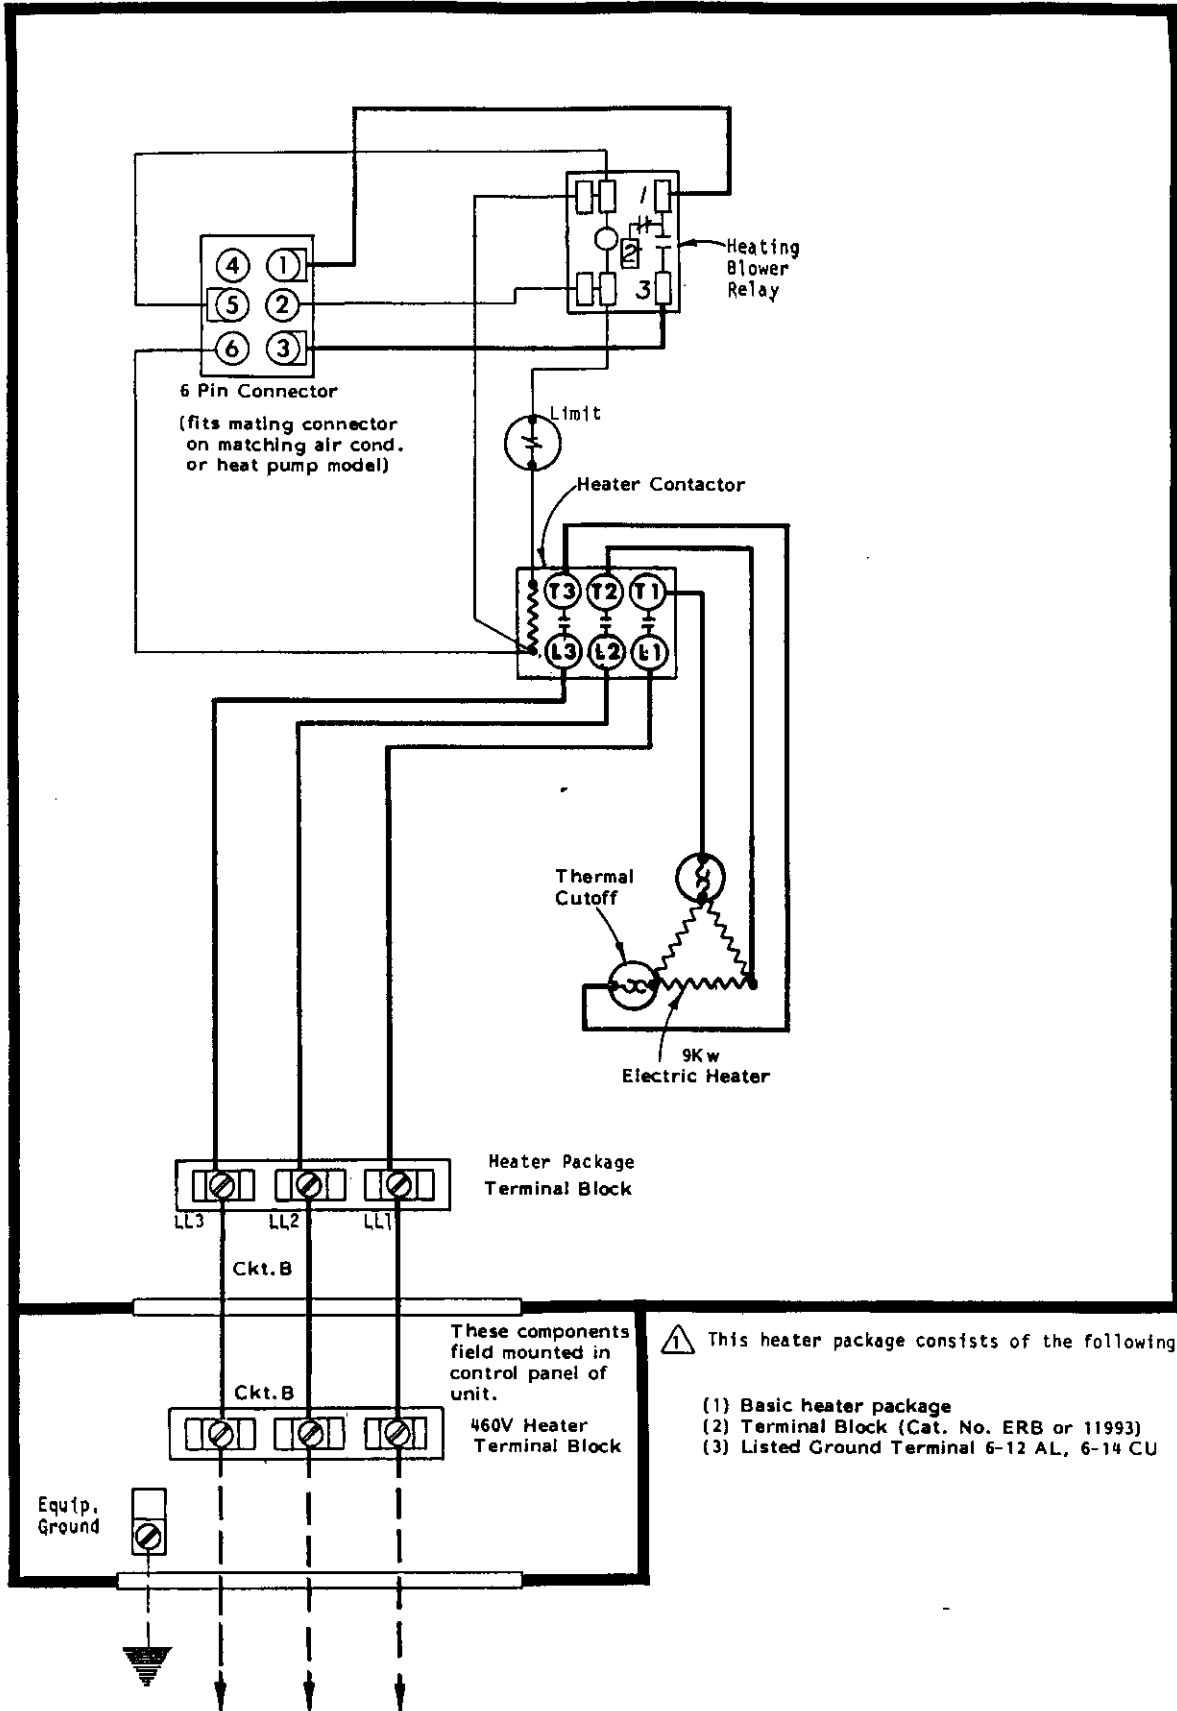 1
Heating
Blower
Relay
2
3
4 1
5 2
6 3
6 Pin Connector
(fits mating connector
on matching air cond.
or heat pump model)
Limit
Heater Contactor
T3 T2 T1
L3 L2 L1
Thermal
Cutoff
9Kw
Electric Heater
Heater Package
Terminal Block
LL3 LL2 LL1
Ckt.B
These components
field mounted in
control panel of
unit.
1 This heater package consists of the following
(1) Basic heater package
(2) Terminal Block (Cat. No. ERB or 11993)
(3) Listed Ground Terminal 6-12 AL, 6-14 CU
Ckt.B
460V Heater
Terminal Block
Equip.
Ground